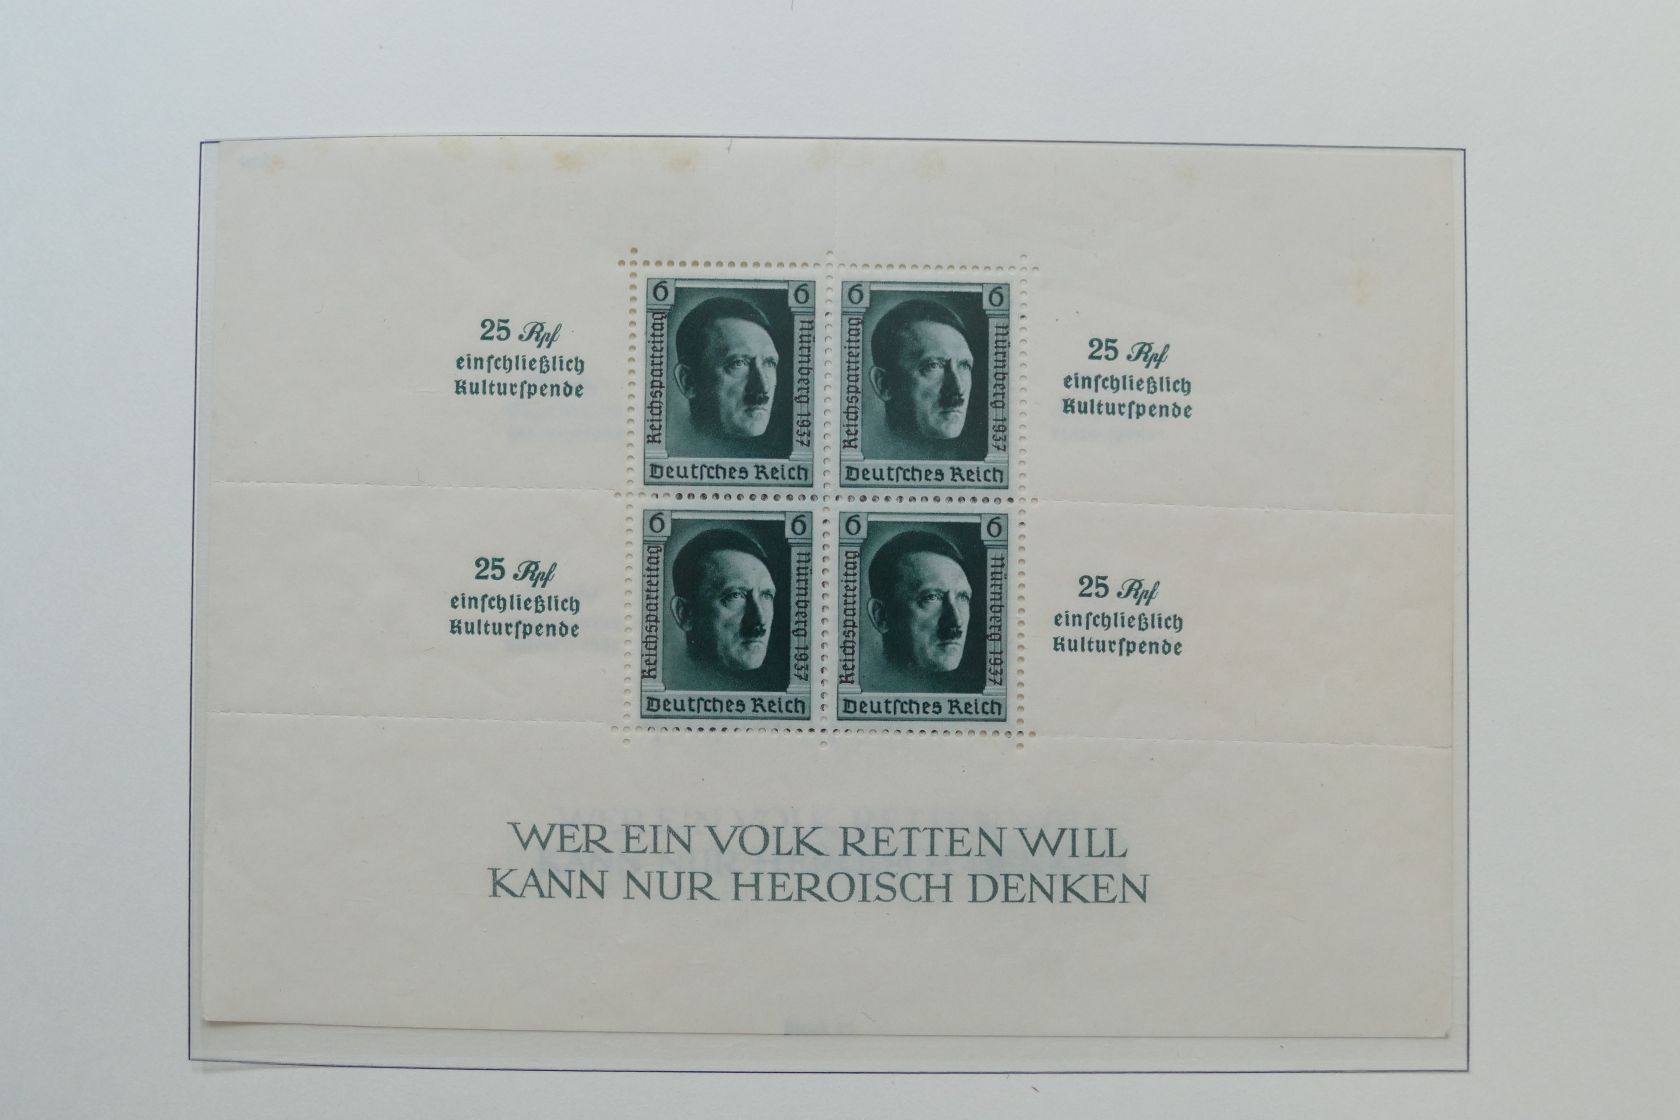 6 6
Reichsparteitag
Nürnberg 1937
Deutſches Reich
6 6
Reichsparteitag
Nürnberg 1937
Deutſches Reich
25 Rpf
einſchließlich
Kulturſpende
25 Rpf
einſchließlich
Kulturſpende
6 6
Reichsparteitag
Nürnberg 1937
Deutſches Reich
6 6
Reichsparteitag
Nürnberg 1937
Deutſches Reich
25 Rpf
einſchließlich
Kulturſpende
25 Rpf
einſchließlich
Kulturſpende
WER EIN VOLK RETTEN WILL
KANN NUR HEROISCH DENKEN